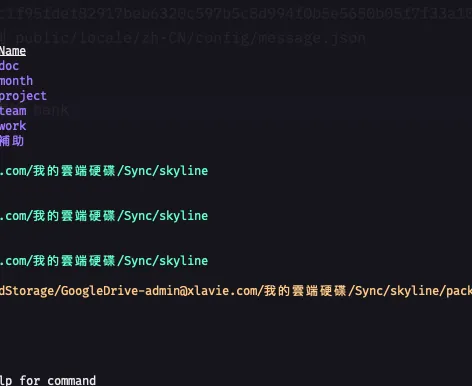 public/locale/zh-CN/config/message.json
Name
doc
month
project
team
work
補助
.com/我的雲端硬碟/Sync/skyline
.com/我的雲端硬碟/Sync/skyline
.com/我的雲端硬碟/Sync/skyline
dStorage/GoogleDrive-admin@xlavie.com/我的雲端硬碟/Sync/skyline/pack
lp for command